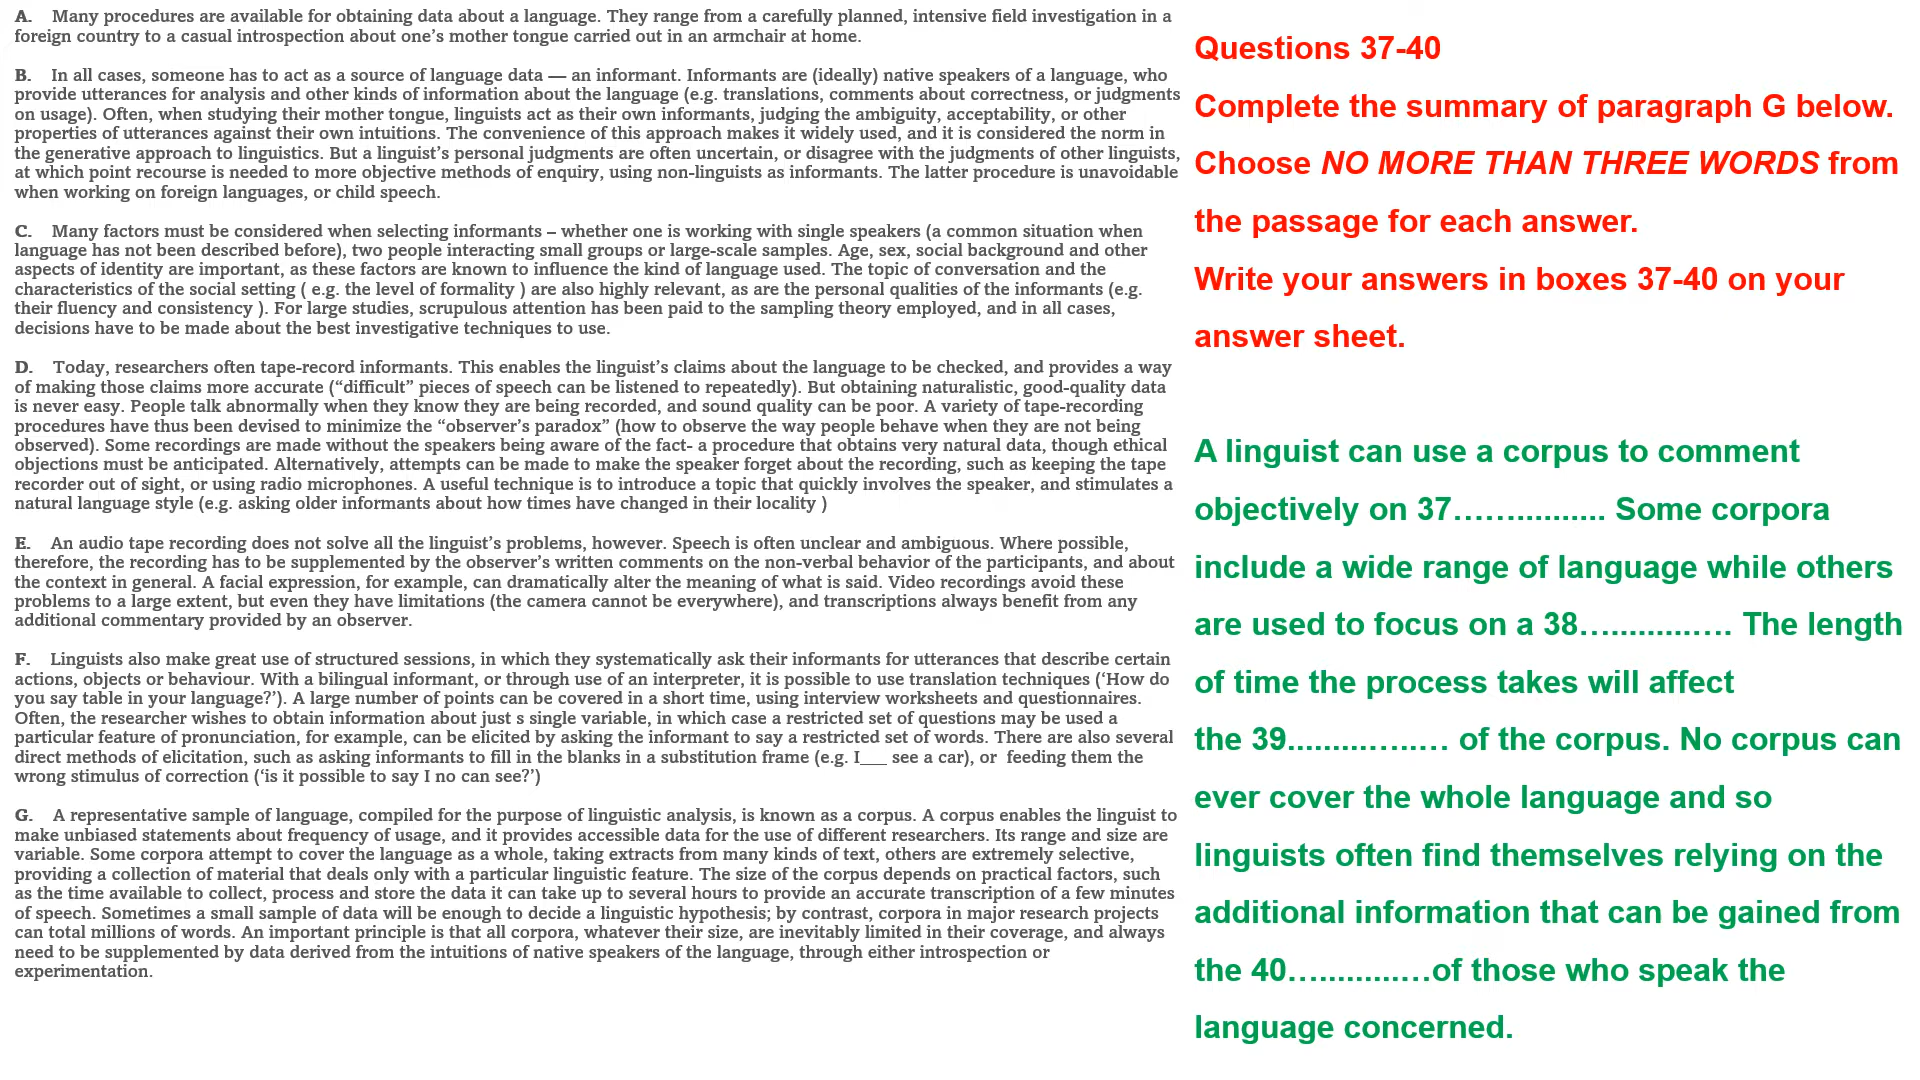 A. Many procedures are available for obtaining data about a language. They range from a carefully planned, intensive field investigation in a
foreign country to a casual introspection about one's mother tongue carried out in an armchair at home.
B. In all cases, someone has to act as a source of language data — an informant. Informants are (ideally) native speakers of a language, who
provide utterances for analysis and other kinds of information about the language (e.g. translations, comments about correctness, or judgments
on usage). Often, when studying their mother tongue, linguists act as their own informants, judging the ambiguity, acceptability, or other
properties of utterances against their own intuitions. The convenience of this approach makes it widely used, and it is considered the norm in
the generative approach to linguistics. But a linguist's personal judgments are often uncertain, or disagree with the judgments of other linguists,
at which point recourse is needed to more objective methods of enquiry, using non-linguists as informants. The latter procedure is unavoidable
when working on foreign languages, or child speech.
C. Many factors must be considered when selecting informants – whether one is working with single speakers (a common situation when
language has not been described before), two people interacting small groups or large-scale samples. Age, sex, social background and other
aspects of identity are important, as these factors are known to influence the kind of language used. The topic of conversation and the
characteristics of the social setting ( e.g. the level of formality ) are also highly relevant, as are the personal qualities of the informants (e.g.
their fluency and consistency ). For large studies, scrupulous attention has been paid to the sampling theory employed, and in all cases,
decisions have to be made about the best investigative techniques to use.
D. Today, researchers often tape-record informants. This enables the linguist's claims about the language to be checked, and provides a way
of making those claims more accurate ("difficult" pieces of speech can be listened to repeatedly). But obtaining naturalistic, good-quality data
is never easy. People talk abnormally when they know they are being recorded, and sound quality can be poor. A variety of tape-recording
procedures have thus been devised to minimize the "observer's paradox" (how to observe the way people behave when they are not being
observed). Some recordings are made without the speakers being aware of the fact- a procedure that obtains very natural data, though ethical
objections must be anticipated. Alternatively, attempts can be made to make the speaker forget about the recording, such as keeping the tape
recorder out of sight, or using radio microphones. A useful technique is to introduce a topic that quickly involves the speaker, and stimulates a
natural language style (e.g. asking older informants about how times have changed in their locality )
E. An audio tape recording does not solve all the linguist's problems, however. Speech is often unclear and ambiguous. Where possible,
therefore, the recording has to be supplemented by the observer's written comments on the non-verbal behavior of the participants, and about
the context in general. A facial expression, for example, can dramatically alter the meaning of what is said. Video recordings avoid these
problems to a large extent, but even they have limitations (the camera cannot be everywhere), and transcriptions always benefit from any
additional commentary provided by an observer.
F. Linguists also make great use of structured sessions, in which they systematically ask their informants for utterances that describe certain
actions, objects or behaviour. With a bilingual informant, or through use of an interpreter, it is possible to use translation techniques ('How do
you say table in your language?'). A large number of points can be covered in a short time, using interview worksheets and questionnaires.
Often, the researcher wishes to obtain information about just s single variable, in which case a restricted set of questions may be used a
particular feature of pronunciation, for example, can be elicited by asking the informant to say a restricted set of words. There are also several
direct methods of elicitation, such as asking informants to fill in the blanks in a substitution frame (e.g. I___ see a car), or feeding them the
wrong stimulus of correction ('is it possible to say I no can see?')
G. A representative sample of language, compiled for the purpose of linguistic analysis, is known as a corpus. A corpus enables the linguist to
make unbiased statements about frequency of usage, and it provides accessible data for the use of different researchers. Its range and size are
variable. Some corpora attempt to cover the language as a whole, taking extracts from many kinds of text, others are extremely selective,
providing a collection of material that deals only with a particular linguistic feature. The size of the corpus depends on practical factors, such
as the time available to collect, process and store the data it can take up to several hours to provide an accurate transcription of a few minutes
of speech. Sometimes a small sample of data will be enough to decide a linguistic hypothesis; by contrast, corpora in major research projects
can total millions of words. An important principle is that all corpora, whatever their size, are inevitably limited in their coverage, and always
need to be supplemented by data derived from the intuitions of native speakers of the language, through either introspection or
experimentation.
Questions 37-40
Complete the summary of paragraph G below.
Choose NO MORE THAN THREE WORDS from
the passage for each answer.
Write your answers in boxes 37-40 on your
answer sheet.
A linguist can use a corpus to comment
objectively on 37……......... Some corpora
include a wide range of language while others
are used to focus on a 38….........…. The length
of time the process takes will affect
the 39.........…..… of the corpus. No corpus can
ever cover the whole language and so
linguists often find themselves relying on the
additional information that can be gained from
the 40….........…of those who speak the
language concerned.